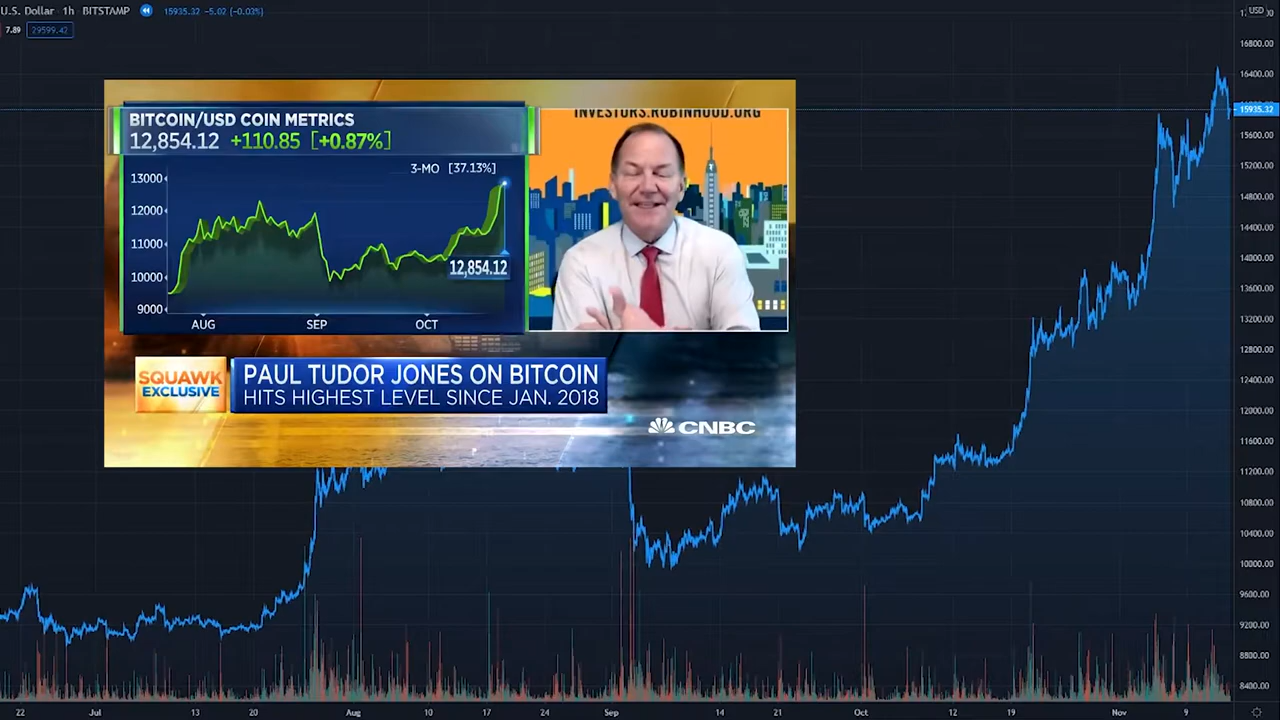 U.S. Dollar · 1h · BITSTAMP 15935.32 −5.02 (−0.03%)
7.89 29599.42
USD
16800.00
16400.00
15935.32
15600.00
15200.00
14800.00
14400.00
14000.00
13600.00
13200.00
12800.00
12400.00
12000.00
11600.00
11200.00
10800.00
10400.00
10000.00
9600.00
9200.00
8800.00
8400.00
INVESTORS.ROBINHOOD.ORG
BITCOIN/USD COIN METRICS
12,854.12 +110.85 [+0.87%]
3-MO [37.13%]
13000
12000
11000
10000
9000
12,854.12
AUG SEP OCT
SQUAWK
EXCLUSIVE
PAUL TUDOR JONES ON BITCOIN
HITS HIGHEST LEVEL SINCE JAN. 2018
CNBC
22 Jul 13 20 Aug 10 17 24 Sep 14 21 Oct 12 19 Nov 9